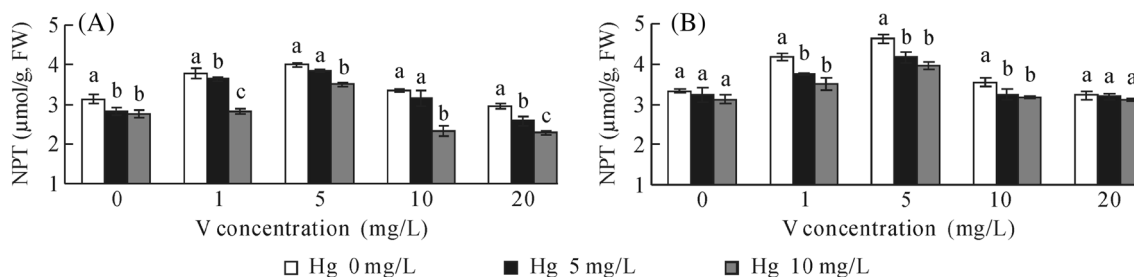 (A)
NPT (μmol/g, FW)
5
4
3
2
1
a b b
a b c
a a b
a a b
a b c
0 1 5 10 20
V concentration (mg/L)
(B)
NPT (μmol/g, FW)
5
4
3
2
1
a a a
a b b
a b b
a b b
a a a
0 1 5 10 20
V concentration (mg/L)
Hg 0 mg/L Hg 5 mg/L Hg 10 mg/L